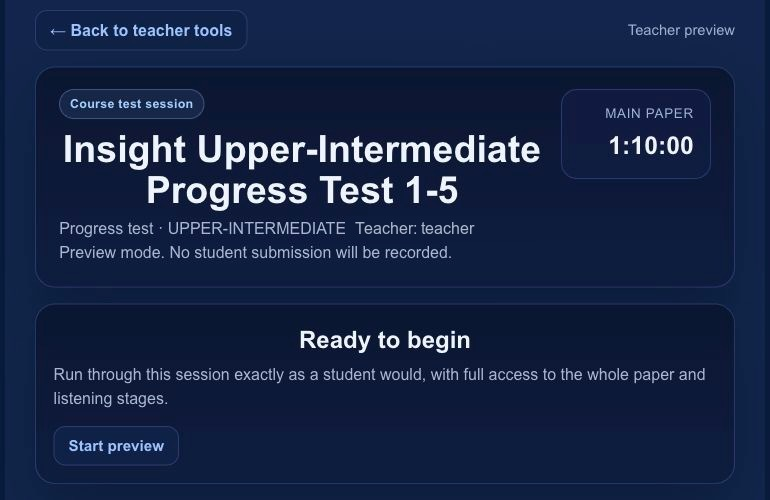 ← Back to teacher tools
Teacher preview
Course test session
MAIN PAPER
1:10:00
Insight Upper-Intermediate
Progress Test 1-5
Progress test · UPPER-INTERMEDIATE Teacher: teacher
Preview mode. No student submission will be recorded.
Ready to begin
Run through this session exactly as a student would, with full access to the whole paper and
listening stages.
Start preview